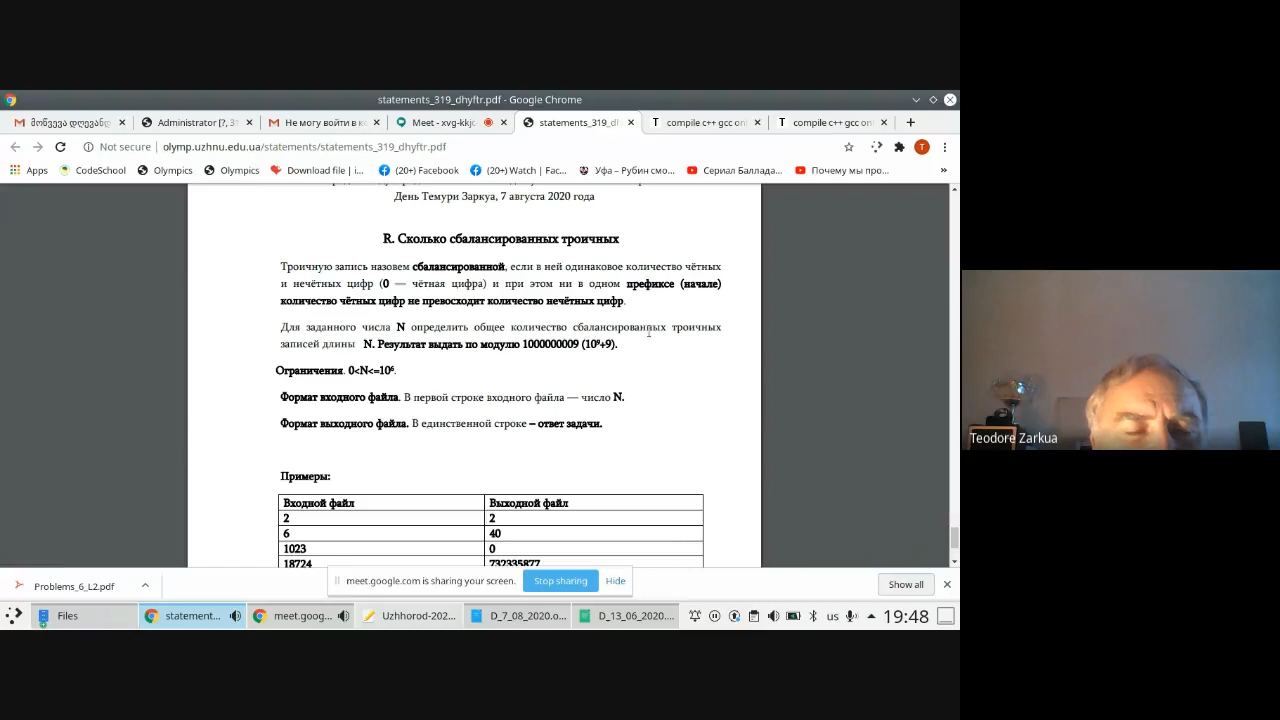 statements_319_dhyftr.pdf - Google Chrome
მოწვევა დღევანდ
Administrator [?, 3
Не могу войти в к
Meet - xvg-kkjc
statements_319_d
compile c++ gcc on
compile c++ gcc on
Not secure
olymp.uzhnu.edu.ua/statements/statements_319_dhyftr.pdf
T
Apps
CodeSchool
Olympics
Olympics
Download file | i...
(20+) Facebook
(20+) Watch | Fac...
Уфа – Рубин смо...
Сериал Баллада...
Почему мы про...
»
День Темури Заркуа, 7 августа 2020 года
R. Сколько сбалансированных троичных
Троичную запись назовем сбалансированной, если в ней одинаковое количество чётных
и нечётных цифр (0 — чётная цифра) и при этом ни в одном префиксе (начале)
количество чётных цифр не превосходит количество нечётных цифр.
Для заданного числа N определить общее количество сбалансированных троичных
записей длины N. Результат выдать по модулю 1000000009 (10⁹+9).
Ограничения. 0<N<=10⁶.
Формат входного файла. В первой строке входного файла — число N.
Формат выходного файла. В единственной строке – ответ задачи.
Примеры:
Входной файл Выходной файл
2 2
6 40
1023 0
18724 732335877
Teodore Zarkua
meet.google.com is sharing your screen. Stop sharing Hide
Problems_6_L2.pdf
Show all
Files
statement...
meet.goog...
Uzhhorod-202...
D_7_08_2020.o...
D_13_06_2020....
us
19:48